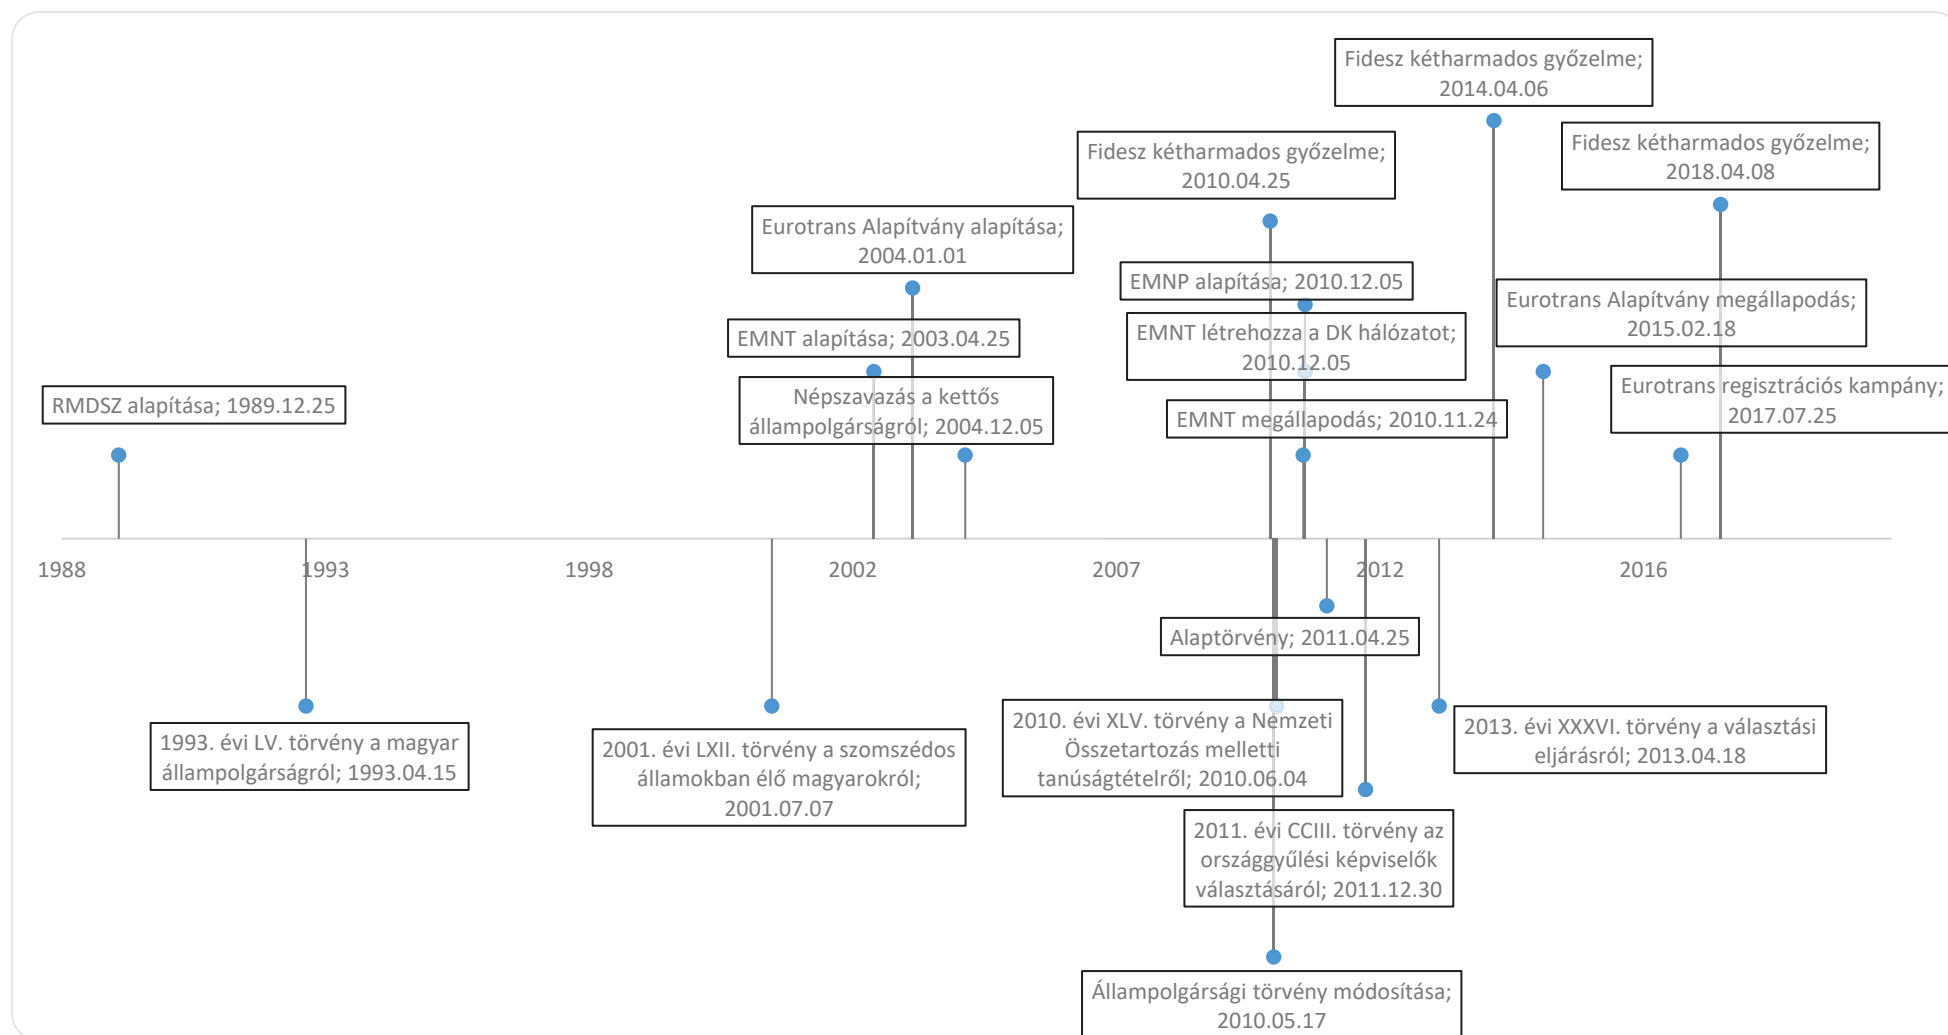 Fidesz kétharmados győzelme;
2014.04.06
Fidesz kétharmados győzelme;
2010.04.25
Fidesz kétharmados győzelme;
2018.04.08
Eurotrans Alapítvány alapítása;
2004.01.01
EMNP alapítása; 2010.12.05
Eurotrans Alapítvány megállapodás;
2015.02.18
EMNT alapítása; 2003.04.25
EMNT létrehozza a DK hálózatot;
2010.12.05
RMDSZ alapítása; 1989.12.25
Népszavazás a kettős
állampolgárságról; 2004.12.05
EMNT megállapodás; 2010.11.24
Eurotrans regisztrációs kampány;
2017.07.25
1988 1993 1998 2002 2007 2012 2016
Alaptörvény; 2011.04.25
1993. évi LV. törvény a magyar
állampolgárságról; 1993.04.15
2001. évi LXII. törvény a szomszédos
államokban élő magyarokról;
2001.07.07
2010. évi XLV. törvény a Nemzeti
Összetartozás melletti
tanúságtételről; 2010.06.04
2013. évi XXXVI. törvény a választási
eljárásról; 2013.04.18
2011. évi CCIII. törvény az
országgyűlési képviselők
választásáról; 2011.12.30
Állampolgársági törvény módosítása;
2010.05.17